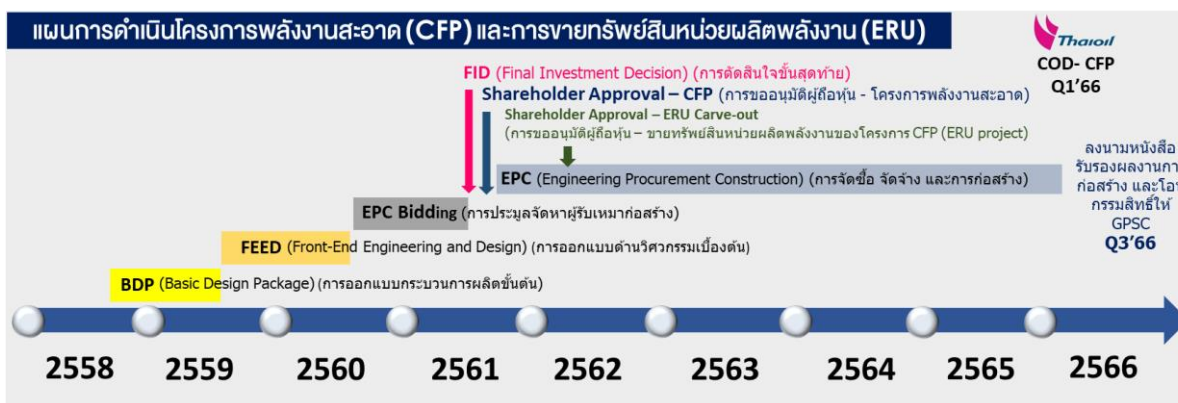 แผนการดำเนินโครงการพลังงานสะอาด (CFP) และการขายทรัพย์สินหน่วยผลิตพลังงาน (ERU)
Thaioil
COD- CFP
Q1'66
FID (Final Investment Decision) (การตัดสินใจขั้นสุดท้าย)
Shareholder Approval – CFP (การขออนุมัติผู้ถือหุ้น - โครงการพลังงานสะอาด)
Shareholder Approval – ERU Carve-out
(การขออนุมัติผู้ถือหุ้น – ขายทรัพย์สินหน่วยผลิตพลังงานของโครงการ CFP (ERU project)
EPC (Engineering Procurement Construction) (การจัดซื้อ จัดจ้าง และการก่อสร้าง)
ลงนามหนังสือ
รับรองผลงานกา
ก่อสร้าง และโอ
กรรมสิทธิ์ให้
GPSC
Q3'66
EPC Bidding (การประมูลจัดหาผู้รับเหมาก่อสร้าง)
FEED (Front-End Engineering and Design) (การออกแบบด้านวิศวกรรมเบื้องต้น)
BDP (Basic Design Package) (การออกแบบกระบวนการผลิตขั้นต้น)
2558 2559 2560 2561 2562 2563 2564 2565 2566